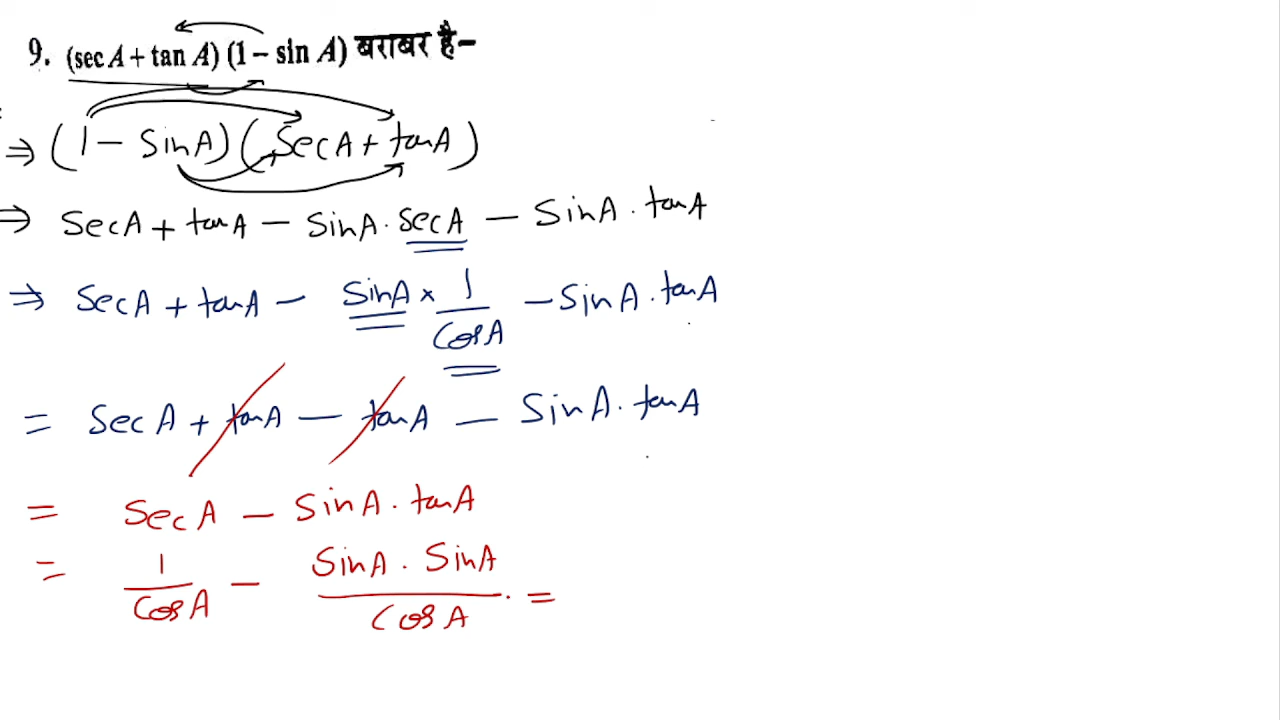 9. (sec A + tan A) (1 – sin A) बराबर है–
⇒ (1 – SinA) (SecA + tanA)
⇒ SecA + tanA – SinA · SecA – SinA · tanA
⇒ SecA + tanA – SinA × 1/CosA – SinA · tanA
= SecA + tanA – tanA – SinA · tanA
= SecA – SinA · tanA
= 1/CosA – SinA · SinA/CosA =